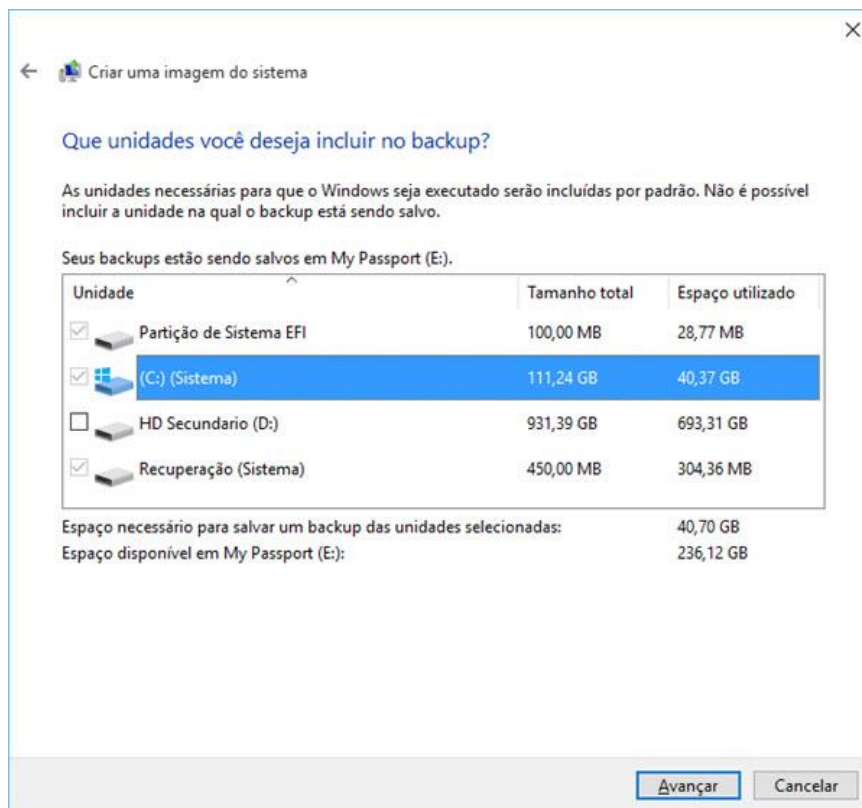 Criar uma imagem do sistema
Que unidades você deseja incluir no backup?
As unidades necessárias para que o Windows seja executado serão incluídas por padrão. Não é possível
incluir a unidade na qual o backup está sendo salvo.
Seus backups estão sendo salvos em My Passport (E:).
Unidade Tamanho total Espaço utilizado
Partição de Sistema EFI 100,00 MB 28,77 MB
(C:) (Sistema) 111,24 GB 40,37 GB
HD Secundario (D:) 931,39 GB 693,31 GB
Recuperação (Sistema) 450,00 MB 304,36 MB
Espaço necessário para salvar um backup das unidades selecionadas: 40,70 GB
Espaço disponível em My Passport (E:): 236,12 GB
Avançar Cancelar